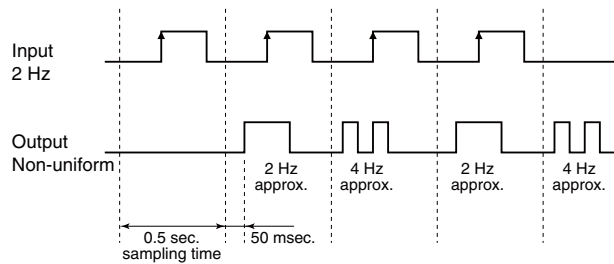 Input
2 Hz
Output
Non-uniform
2 Hz
approx.
4 Hz
approx.
2 Hz
approx.
4 Hz
approx.
0.5 sec.
sampling time
50 msec.